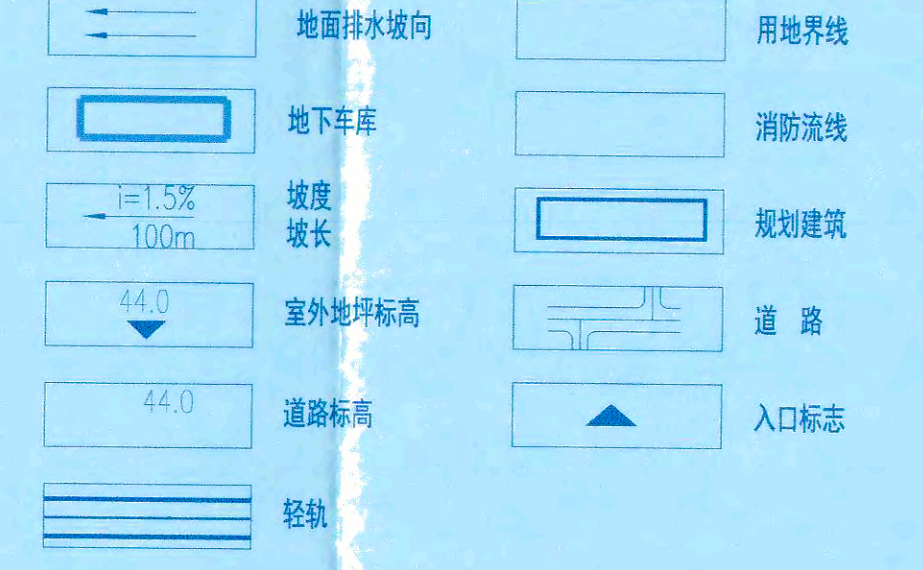 地面排水坡向
用地界线
地下车库
消防流线
i=1.5%
100m
坡度
坡长
规划建筑
44.0
室外地坪标高
道 路
44.0
道路标高
入口标志
轻轨